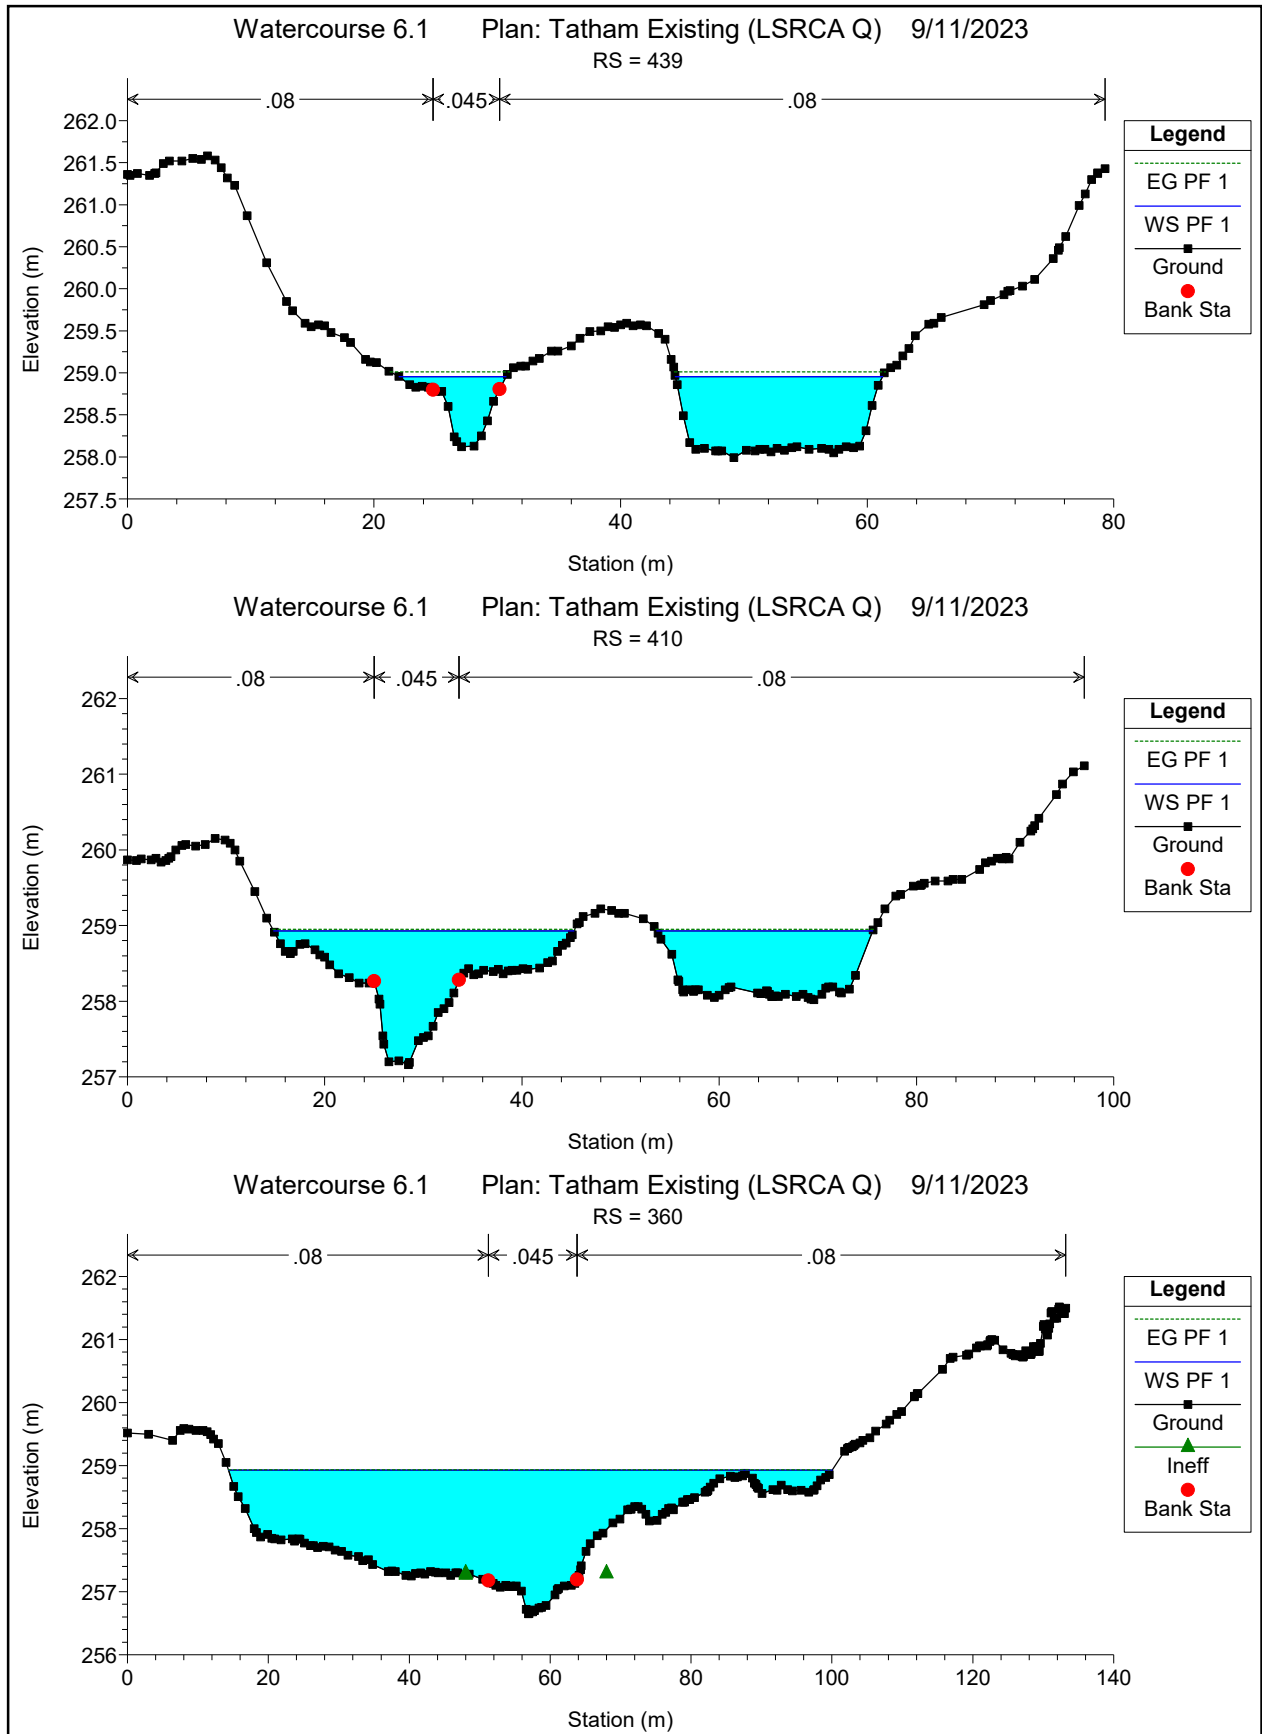 Watercourse 6.1 Plan: Tatham Existing (LSRCA Q) 9/11/2023
RS = 439
.08 .045 .08
262.0
261.5
261.0
260.5
260.0
259.5
259.0
258.5
258.0
257.5
Elevation (m)
0 20 40 60 80
Station (m)
Legend
EG PF 1
WS PF 1
Ground
Bank Sta
Watercourse 6.1 Plan: Tatham Existing (LSRCA Q) 9/11/2023
RS = 410
.08 .045 .08
262
261
260
259
258
257
Elevation (m)
0 20 40 60 80 100
Station (m)
Legend
EG PF 1
WS PF 1
Ground
Bank Sta
Watercourse 6.1 Plan: Tatham Existing (LSRCA Q) 9/11/2023
RS = 360
.08 .045 .08
262
261
260
259
258
257
256
Elevation (m)
0 20 40 60 80 100 120 140
Station (m)
Legend
EG PF 1
WS PF 1
Ground
Ineff
Bank Sta